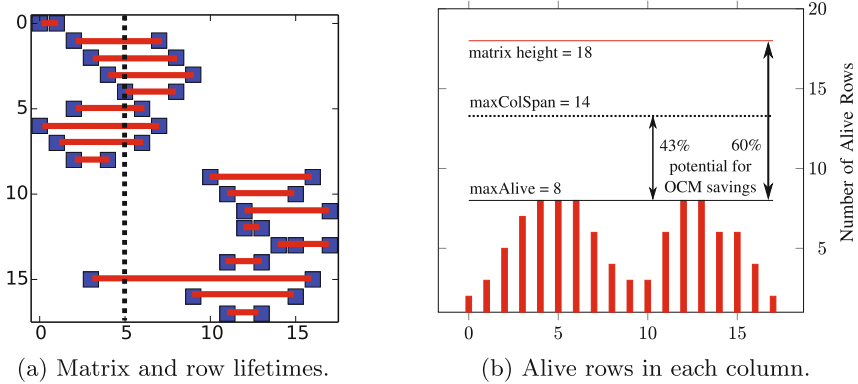 0
5
10
15
0
5
10
15
(a) Matrix and row lifetimes.
20
15
10
5
Number of Alive Rows
matrix height = 18
maxColSpan = 14
43%
60%
potential for
OCM savings
maxAlive = 8
0
5
10
15
(b) Alive rows in each column.